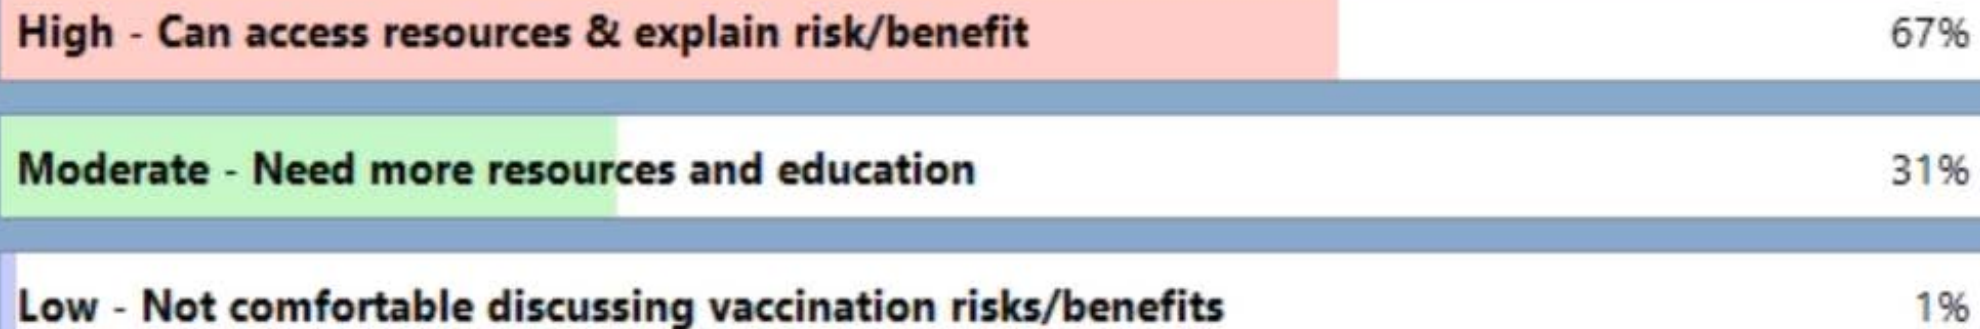 High - Can access resources & explain risk/benefit 67%
Moderate - Need more resources and education 31%
Low - Not comfortable discussing vaccination risks/benefits 1%